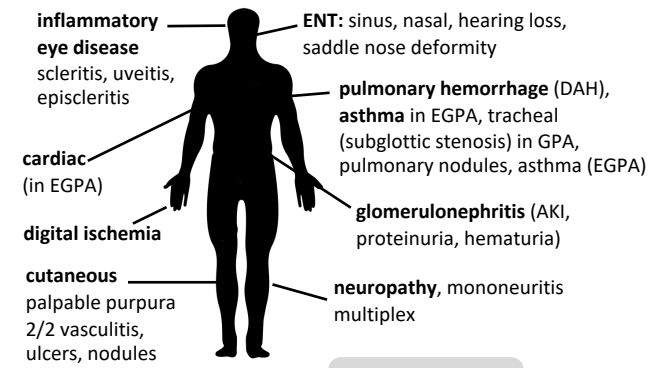 inflammatory
eye disease
scleritis, uveitis,
episcleritis
ENT: sinus, nasal, hearing loss,
saddle nose deformity
pulmonary hemorrhage (DAH),
asthma in EGPA, tracheal
(subglottic stenosis) in GPA,
pulmonary nodules, asthma (EGPA)
cardiac
(in EGPA)
glomerulonephritis (AKI,
proteinuria, hematuria)
digital ischemia
cutaneous
palpable purpura
2/2 vasculitis,
ulcers, nodules
neuropathy, mononeuritis
multiplex